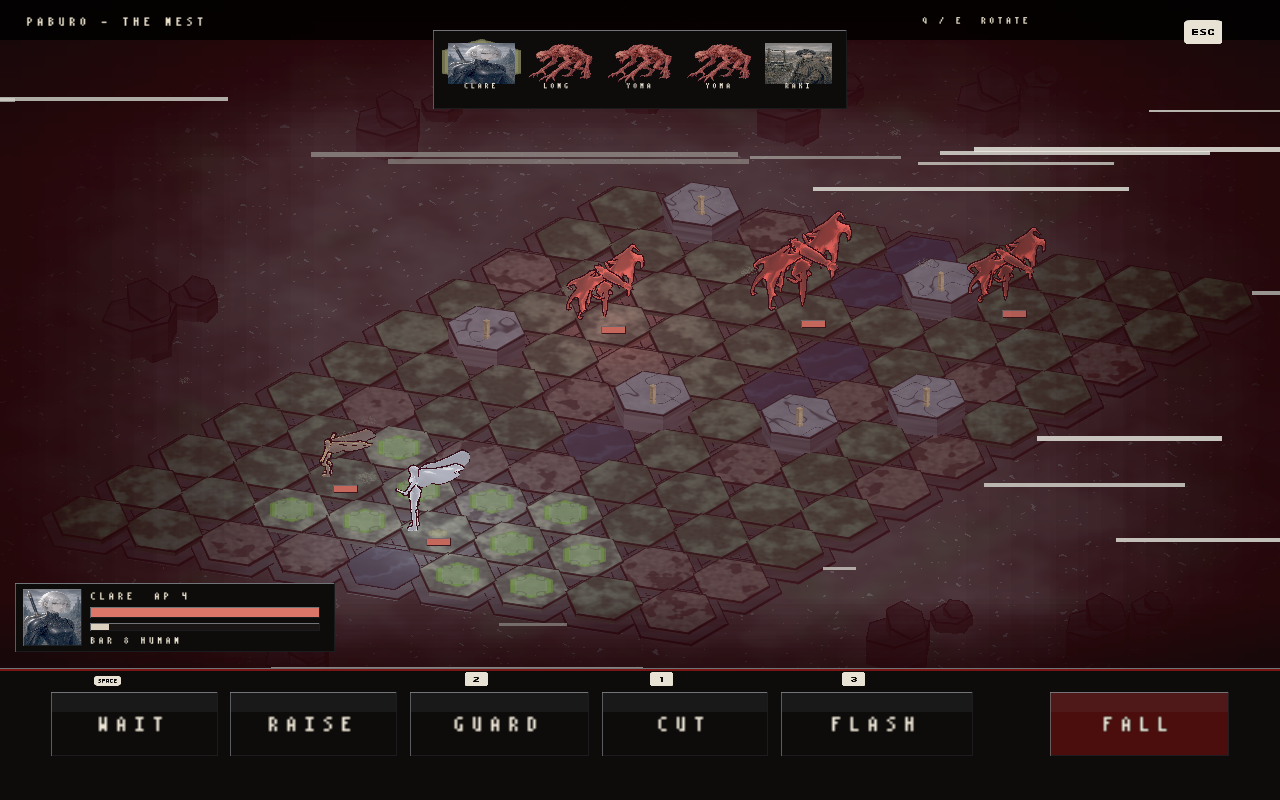 PABURO - THE NEST
Q / E ROTATE
ESC
CLARE LONG YOMA YOMA RAKI
CLARE AP 4
BAR 8 HUMAN
SPACE 2 1 3
WAIT RAISE GUARD CUT FLASH FALL